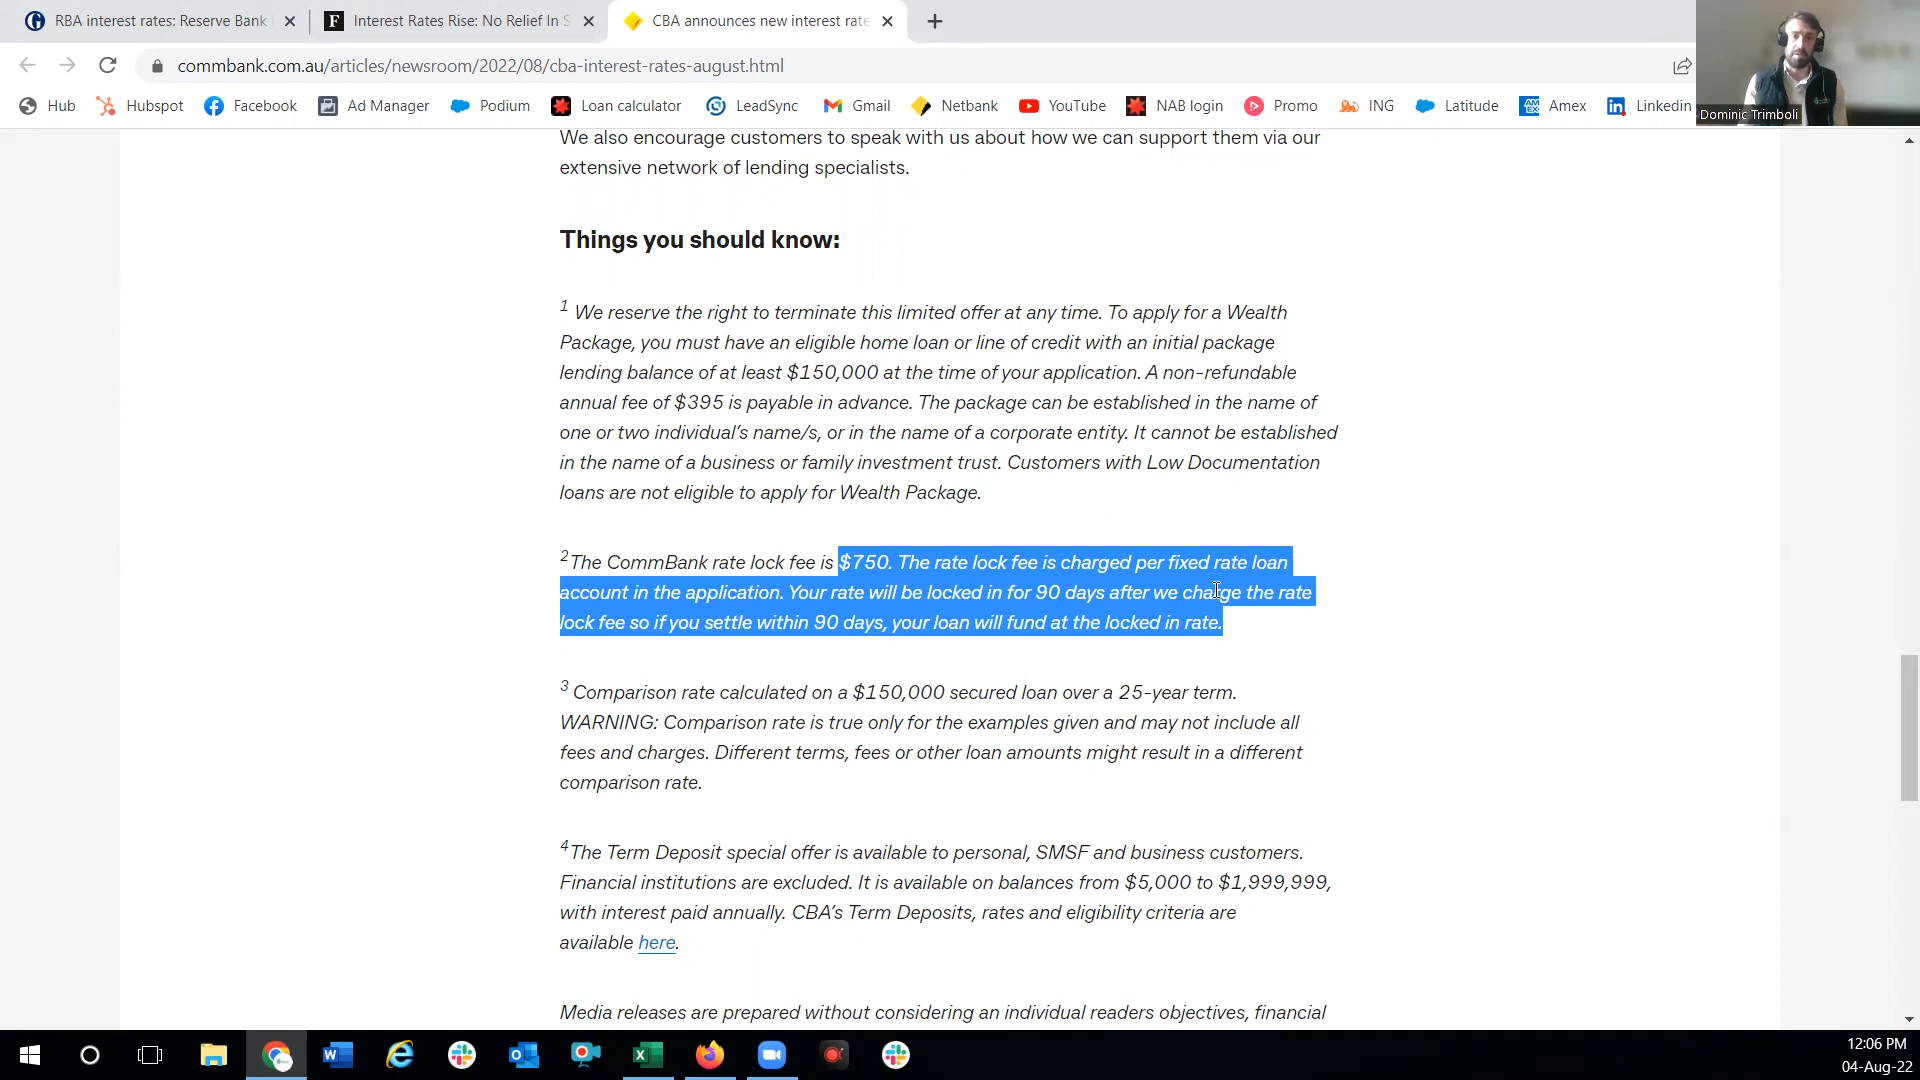 RBA interest rates: Reserve Bank
Interest Rates Rise: No Relief In S
CBA announces new interest rate
commbank.com.au/articles/newsroom/2022/08/cba-interest-rates-august.html
Hub
Hubspot
Facebook
Ad Manager
Podium
Loan calculator
LeadSync
Gmail
Netbank
YouTube
NAB login
Promo
ING
Latitude
Amex
Linkedin
Dominic Trimboli
We also encourage customers to speak with us about how we can support them via our
extensive network of lending specialists.
Things you should know:
1 We reserve the right to terminate this limited offer at any time. To apply for a Wealth
Package, you must have an eligible home loan or line of credit with an initial package
lending balance of at least $150,000 at the time of your application. A non-refundable
annual fee of $395 is payable in advance. The package can be established in the name of
one or two individual's name/s, or in the name of a corporate entity. It cannot be established
in the name of a business or family investment trust. Customers with Low Documentation
loans are not eligible to apply for Wealth Package.
2The CommBank rate lock fee is $750. The rate lock fee is charged per fixed rate loan
account in the application. Your rate will be locked in for 90 days after we charge the rate
lock fee so if you settle within 90 days, your loan will fund at the locked in rate.
3 Comparison rate calculated on a $150,000 secured loan over a 25-year term.
WARNING: Comparison rate is true only for the examples given and may not include all
fees and charges. Different terms, fees or other loan amounts might result in a different
comparison rate.
4The Term Deposit special offer is available to personal, SMSF and business customers.
Financial institutions are excluded. It is available on balances from $5,000 to $1,999,999,
with interest paid annually. CBA's Term Deposits, rates and eligibility criteria are
available here.
Media releases are prepared without considering an individual readers objectives, financial
12:06 PM
04-Aug-22